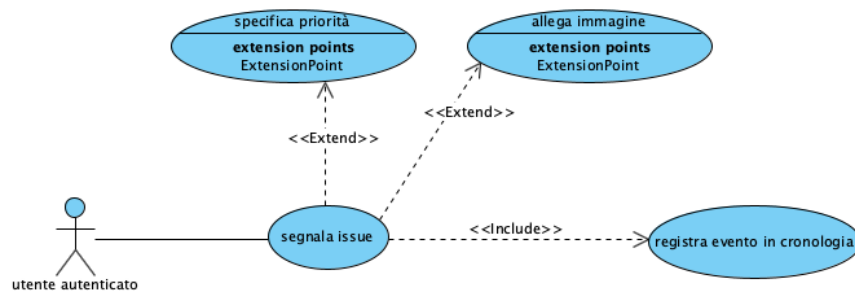 specifica priorità
extension points
ExtensionPoint
allega immagine
extension points
ExtensionPoint
<<Extend>>
<<Extend>>
segnala issue
<<Include>>
registra evento in cronologia
utente autenticato